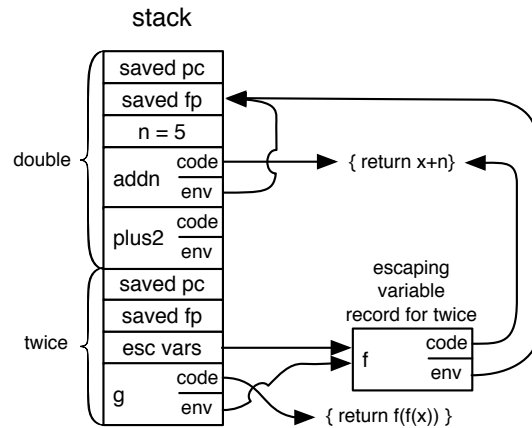 stack
saved pc
saved fp
n = 5
double
addn
code
env
{ return x+n}
plus2
code
env
saved pc
saved fp
twice
esc vars
g
code
env
escaping
variable
record for twice
f
code
env
{ return f(f(x)) }